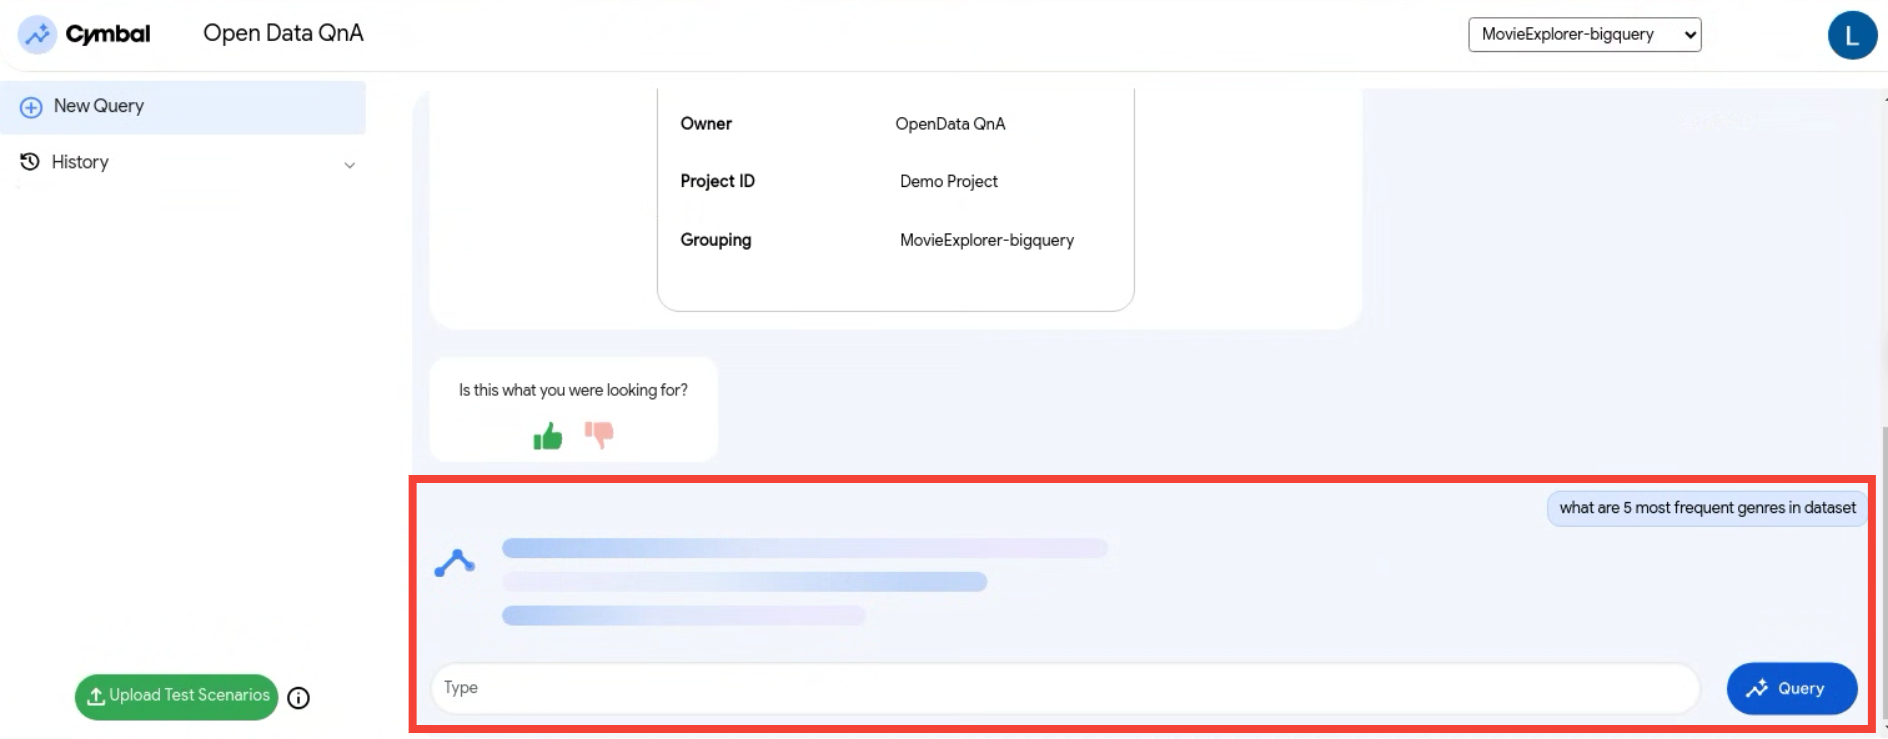 Cymbal
Open Data QnA
MovieExplorer-bigquery
L
New Query
History
Owner OpenData QnA
Project ID Demo Project
Grouping MovieExplorer-bigquery
Is this what you were looking for?
what are 5 most frequent genres in dataset
Type
Query
Upload Test Scenarios